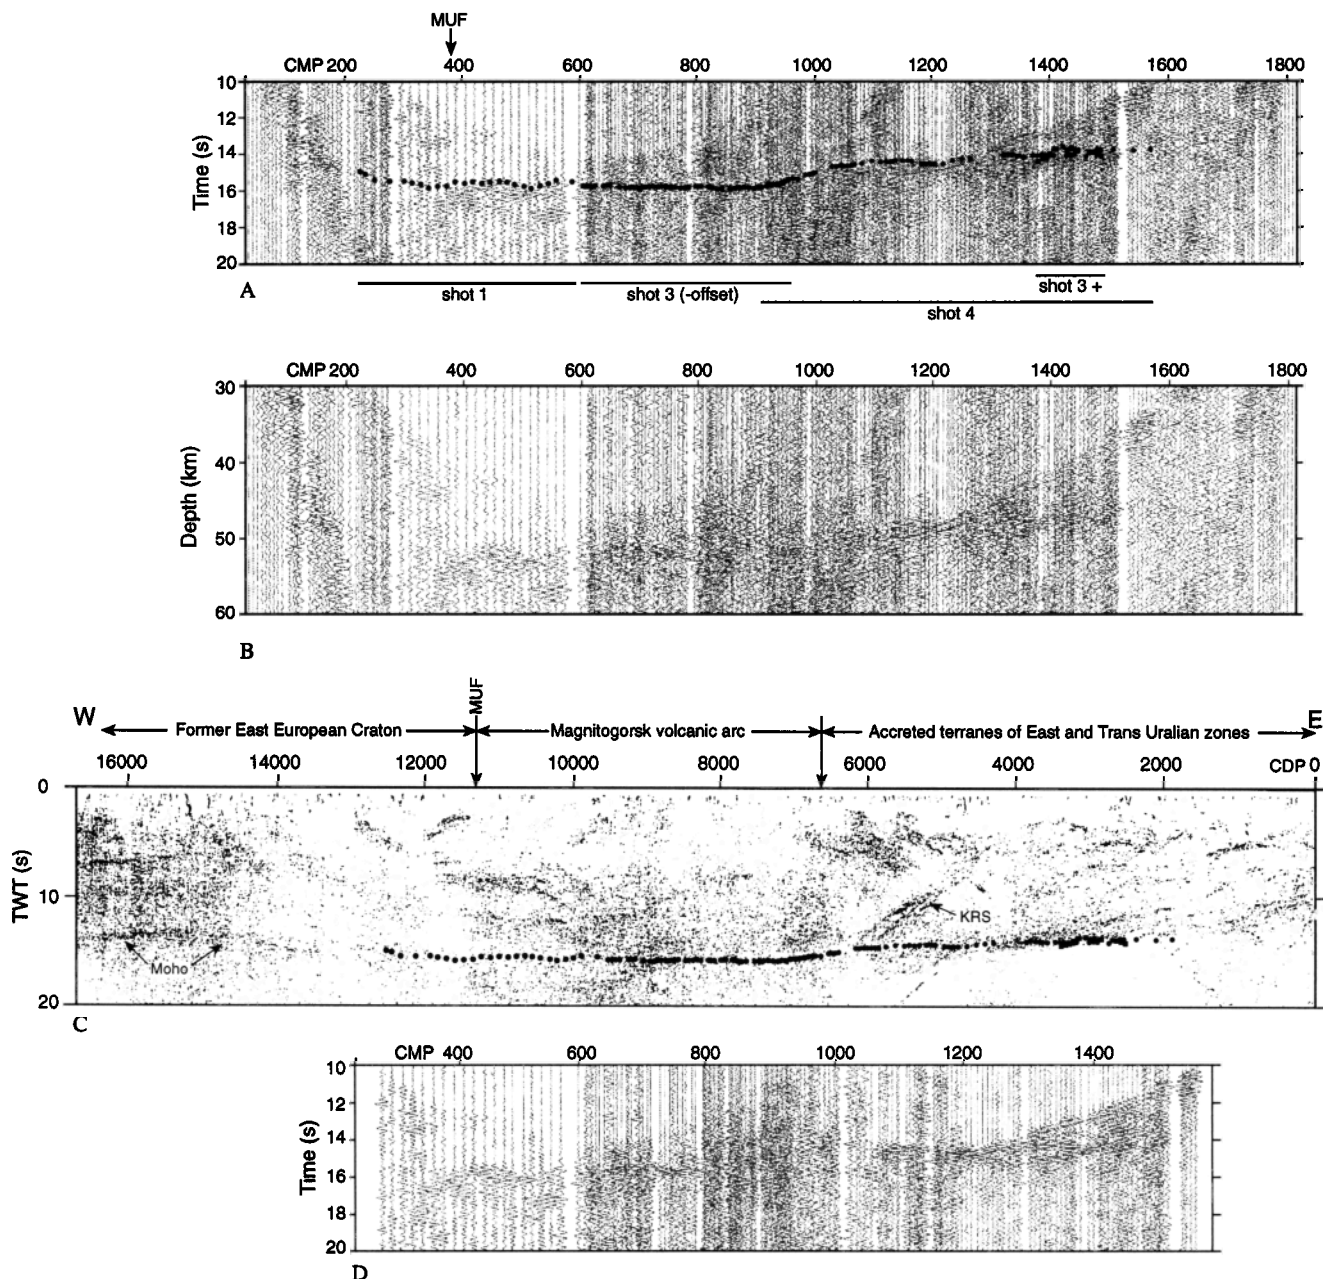 MUF
CMP 200 400 600 800 1000 1200 1400 1600 1800
10
12
14
16
18
20
Time (s)
A
shot 1
shot 3 (-offset)
shot 3 +
shot 4
CMP 200 400 600 800 1000 1200 1400 1600 1800
30
40
50
60
Depth (km)
B
W
MUF
E
Former East European Craton
Magnitogorsk volcanic arc
Accreted terranes of East and Trans Uralian zones
16000 14000 12000 10000 8000 6000 4000 2000 CDP 0
0
10
20
TWT (s)
Moho
KRS
C
CMP 400 600 800 1000 1200 1400
10
12
14
16
18
20
Time (s)
D